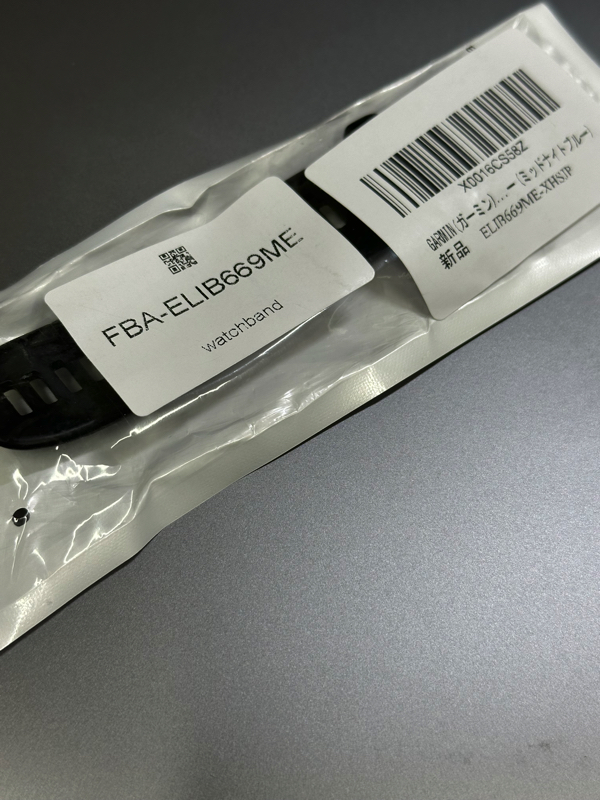 FBA-ELIB669ME
watchband
X0016CS58Z
GARMIN(ガーミン)...ー (ミッドナイトブルー)
新品 ELIB669ME-XHSJP